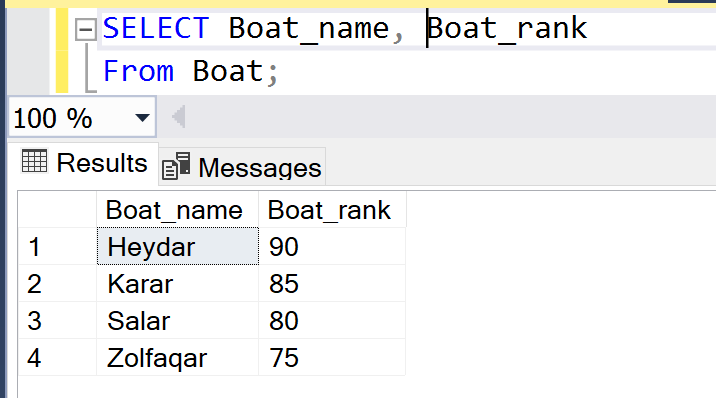 SELECT Boat_name, Boat_rank
From Boat;
100 %
Results Messages
Boat_name Boat_rank
1 Heydar 90
2 Karar 85
3 Salar 80
4 Zolfaqar 75